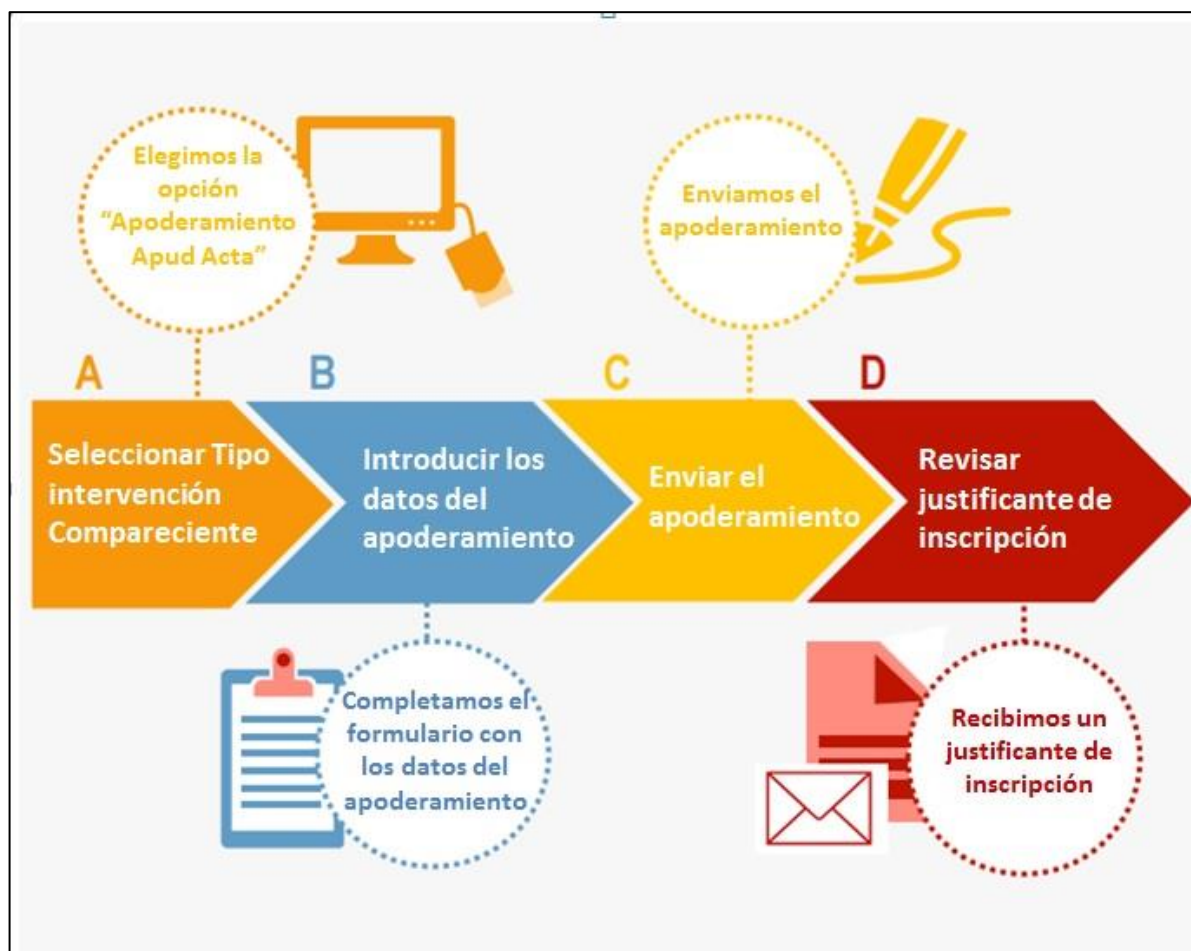 Elegimos la
opción
“Apoderamiento
Apud Acta”
Enviamos el
apoderamiento
A
B
C
D
Seleccionar Tipo
intervención
Compareciente
Introducir los
datos del
apoderamiento
Enviar el
apoderamiento
Revisar
justificante de
inscripción
Completamos el
formulario con
los datos del
apoderamiento
Recibimos un
justificante de
inscripción